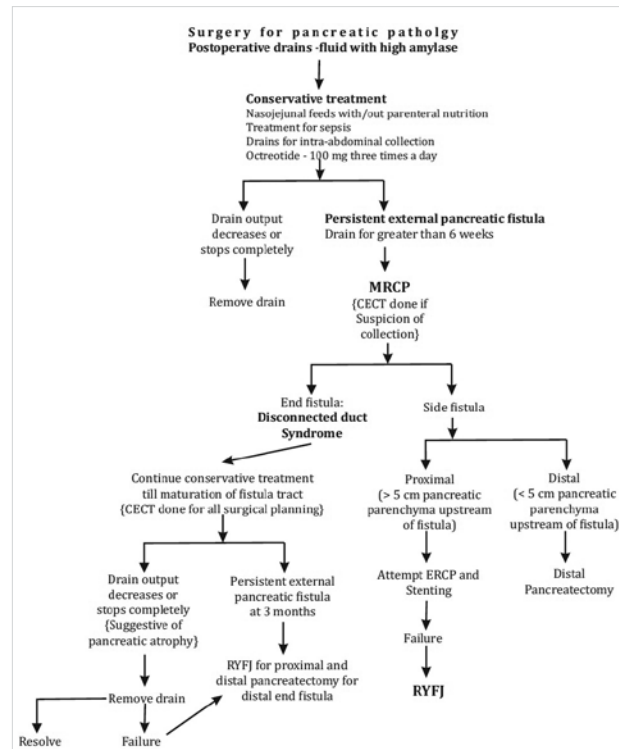 Surgery for pancreatic patholgy
Postoperative drains -fluid with high amylase
Conservative treatment
Nasojejunal feeds with/out parenteral nutrition
Treatment for sepsis
Drains for intra-abdominal collection
Octreotide - 100 mg three times a day
Drain output
decreases or
stops completely
Remove drain
Persistent external pancreatic fistula
Drain for greater than 6 weeks
MRCP
{CECT done if
Suspicion of
collection}
End fistula:
Disconnected duct
Syndrome
Side fistula
Continue conservative treatment
till maturation of fistula tract
{CECT done for all surgical planning}
Proximal
(> 5 cm pancreatic
parenchyma upstream
of fistula)
Distal
(< 5 cm pancreatic
parenchyma
upstream of fistula)
Drain output
decreases or
stops completely
{Suggestive of
pancreatic atrophy}
Persistent external
pancreatic fistula
at 3 months
Attempt ERCP and
Stenting
Distal
Pancreatectomy
Failure
RYFJ
RYFJ for proximal and
distal pancreatectomy for
distal end fistula
Remove drain
Resolve
Failure